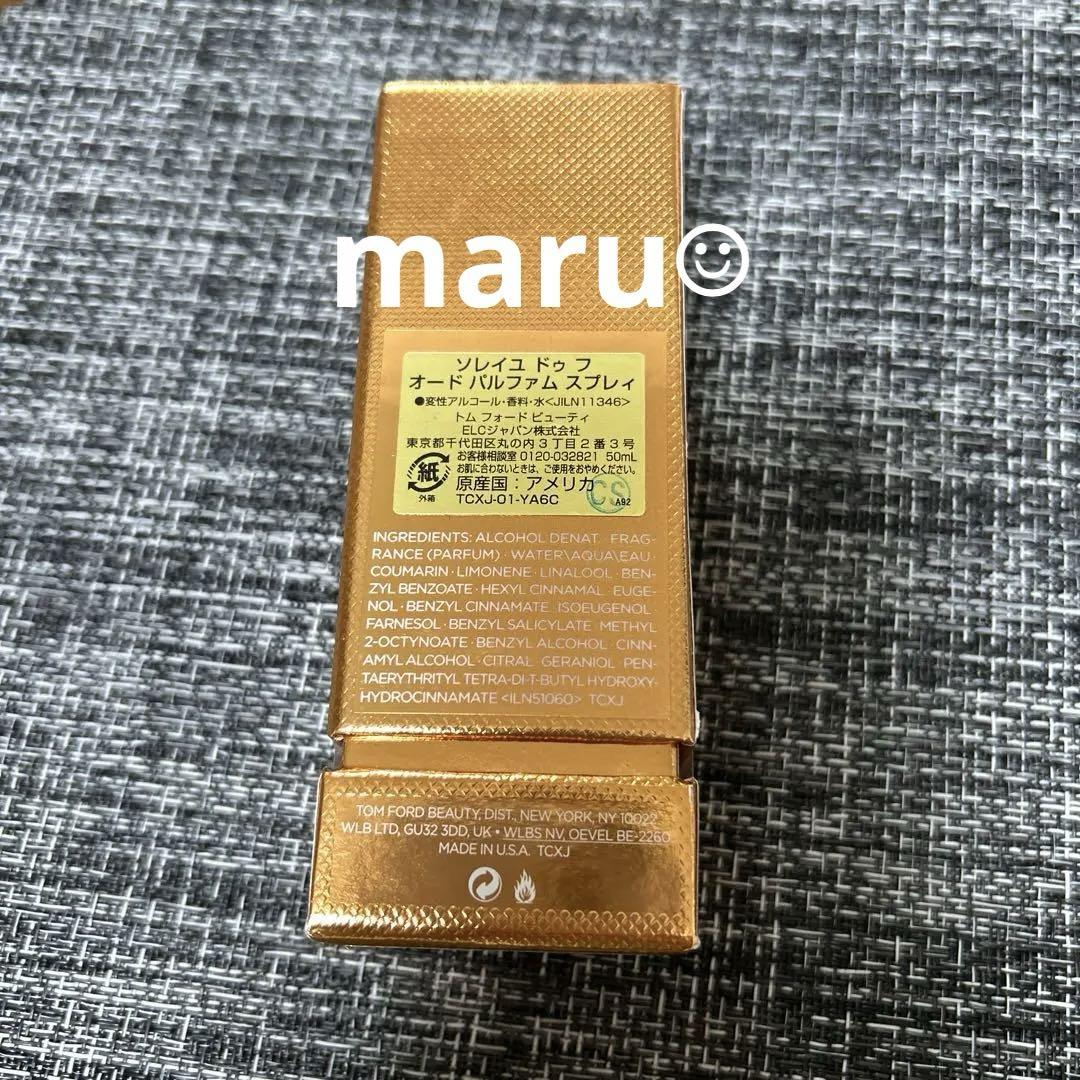 maru☺
ソレイユ ドゥ フ
オード パルファム スプレィ
●変性アルコール・香料・水<JILN11346>
トム フォード ビューティ
ELCジャパン株式会社
東京都千代田区丸の内3丁目2番3号
お客様相談室 0120-032821 50mL
お肌に合わないときは、ご使用をおやめください。
紙
外箱
原産国：アメリカ
TCXJ-01-YA6C
CS
A92
INGREDIENTS: ALCOHOL DENAT. · FRAG-
RANCE (PARFUM) · WATER\AQUA\EAU ·
COUMARIN · LIMONENE · LINALOOL · BEN-
ZYL BENZOATE · HEXYL CINNAMAL · EUGE-
NOL · BENZYL CINNAMATE · ISOEUGENOL ·
FARNESOL · BENZYL SALICYLATE · METHYL
2-OCTYNOATE · BENZYL ALCOHOL · CINN-
AMYL ALCOHOL · CITRAL · GERANIOL · PEN-
TAERYTHRITYL TETRA-DI-T-BUTYL HYDROXY-
HYDROCINNAMATE <ILN51060> TCXJ
TOM FORD BEAUTY, DIST. NEW YORK, NY 10022
WLB LTD, GU32 3DD, UK • WLBS NV, OEVEL BE-2260
MADE IN U.S.A. TCXJ